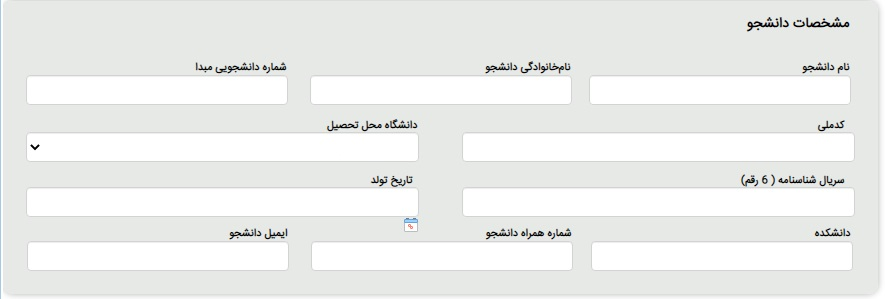 مشخصات دانشجو
نام دانشجو نام‌خانوادگی دانشجو شماره دانشجویی مبدا
کدملی دانشگاه محل تحصیل
سریال شناسنامه ( 6 رقم) تاریخ تولد
دانشکده شماره همراه دانشجو ایمیل دانشجو